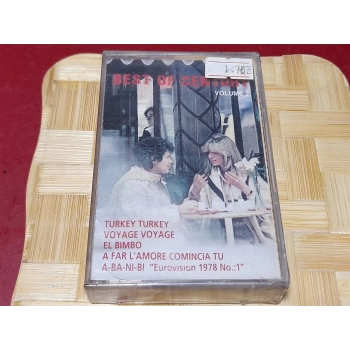 BEST OF
VOLUME
TURKEY TURKEY
VOYAGE VOYAGE
EL BIMBO
A FAR L'AMORE COMINCIA TU
A-BA-NI-BI "Eurovision 1978 No.:1"